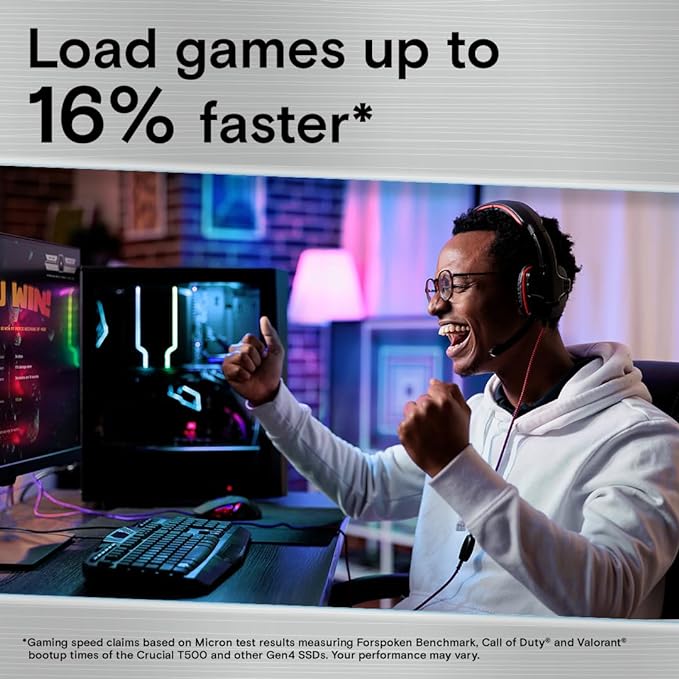 Load games up to
16% faster*
U WIN!
*Gaming speed claims based on Micron test results measuring Forspoken Benchmark, Call of Duty® and Valorant®
bootup times of the Crucial T500 and other Gen4 SSDs. Your performance may vary.